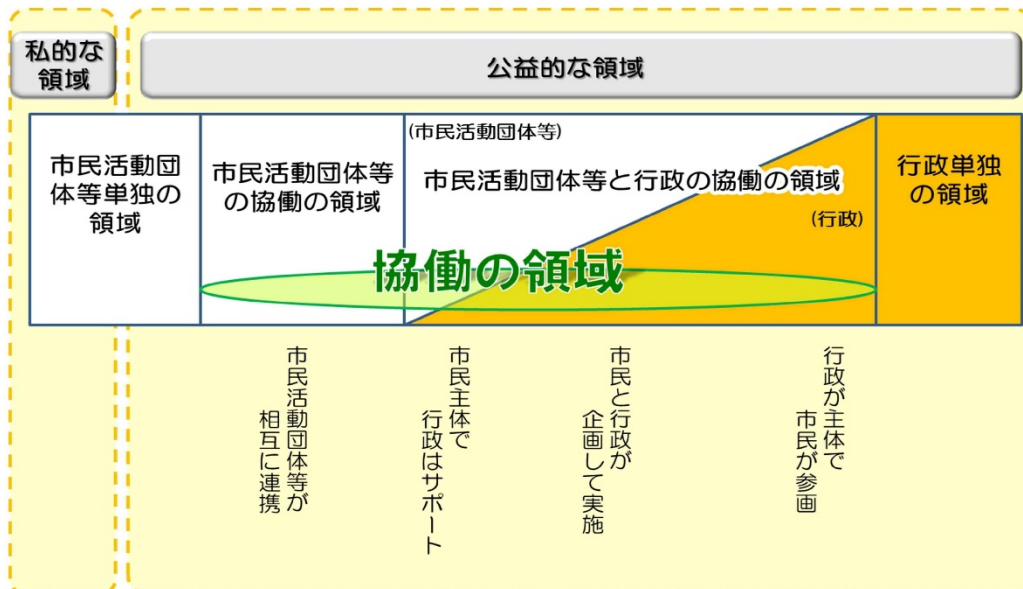 私的な
領域
公益的な領域
市民活動団
体等単独の
領域
市民活動団体等
の協働の領域
(市民活動団体等)
市民活動団体等と行政の協働の領域
(行政)
行政単独
の領域
協働の領域
市民活動団体等が
相互に連携
市民主体で
行政はサポート
市民と行政が
企画して実施
行政が主体で
市民が参画